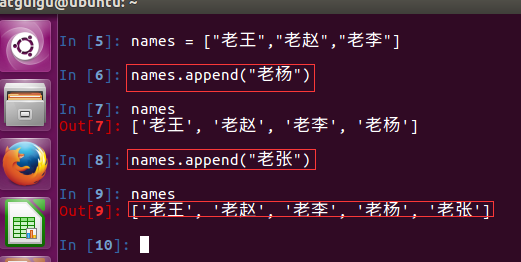 acguigu@ubuntu: ~
In [5]: names = ["老王","老赵","老李"]
In [6]: names.append("老杨")
In [7]: names
Out[7]: ['老王', '老赵', '老李', '老杨']
In [8]: names.append("老张")
In [9]: names
Out[9]: ['老王', '老赵', '老李', '老杨', '老张']
In [10]: